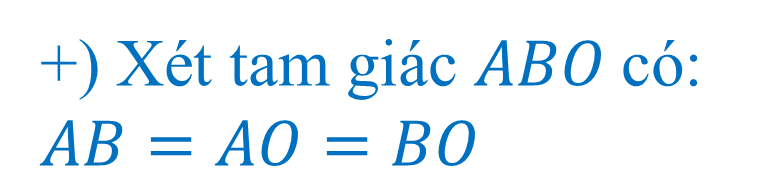 +) Xét tam giác ABO có:
AB = AO = BO